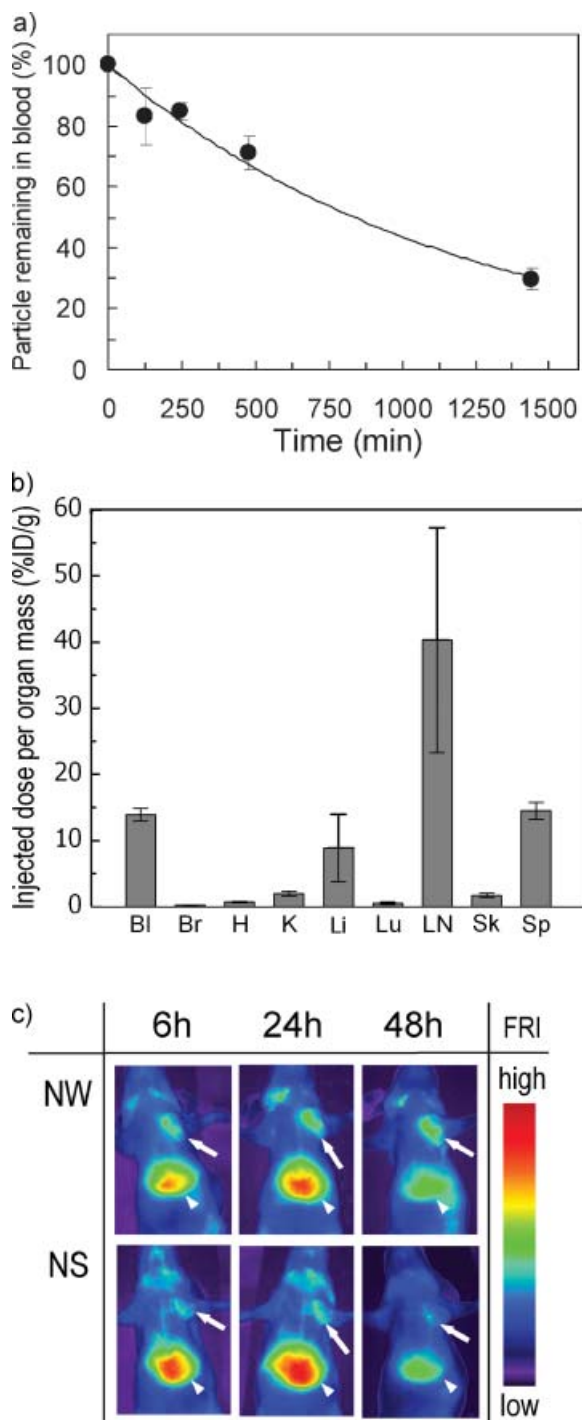 a)
Particle remaining in blood (%)
100
80
60
40
20
0
0 250 500 750 1000 1250 1500
Time (min)
b)
Injected dose per organ mass (%ID/g)
60
50
40
30
20
10
0
Bl Br H K Li Lu LN Sk Sp
c)
6h 24h 48h FRI
NW
high
NS
low